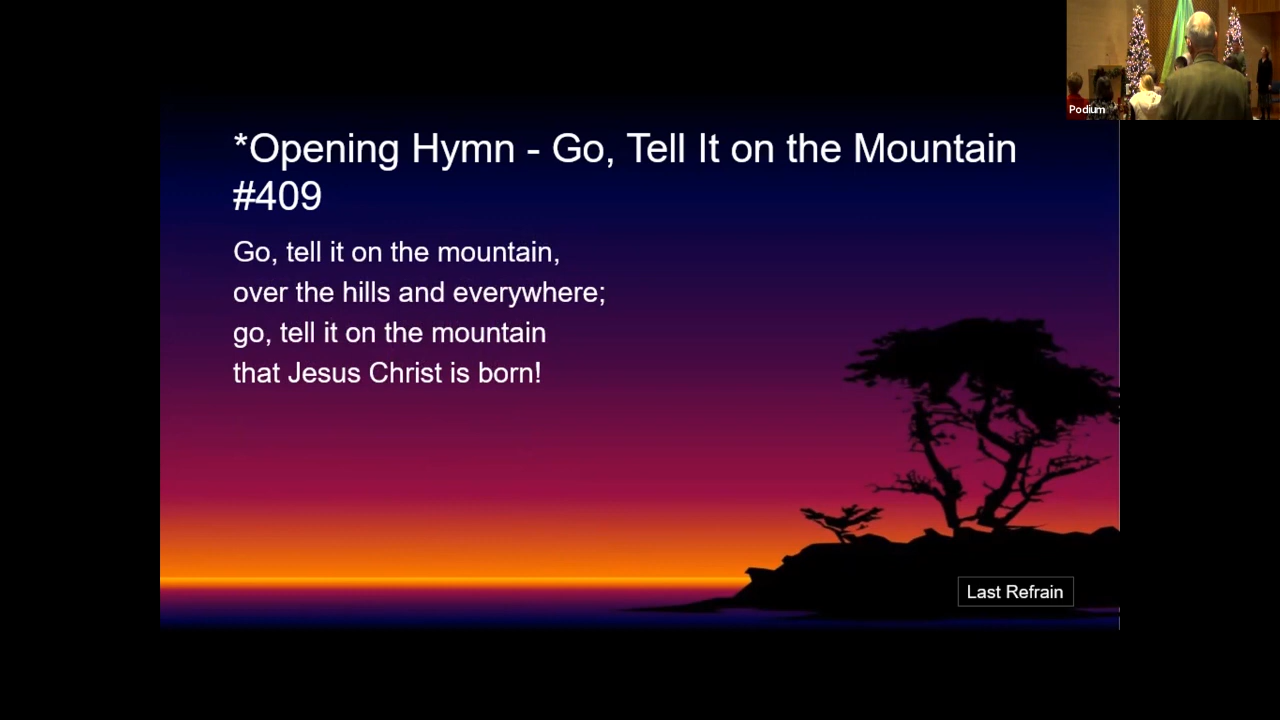 *Opening Hymn - Go, Tell It on the Mountain
#409
Go, tell it on the mountain,
over the hills and everywhere;
go, tell it on the mountain
that Jesus Christ is born!
Last Refrain
Podium